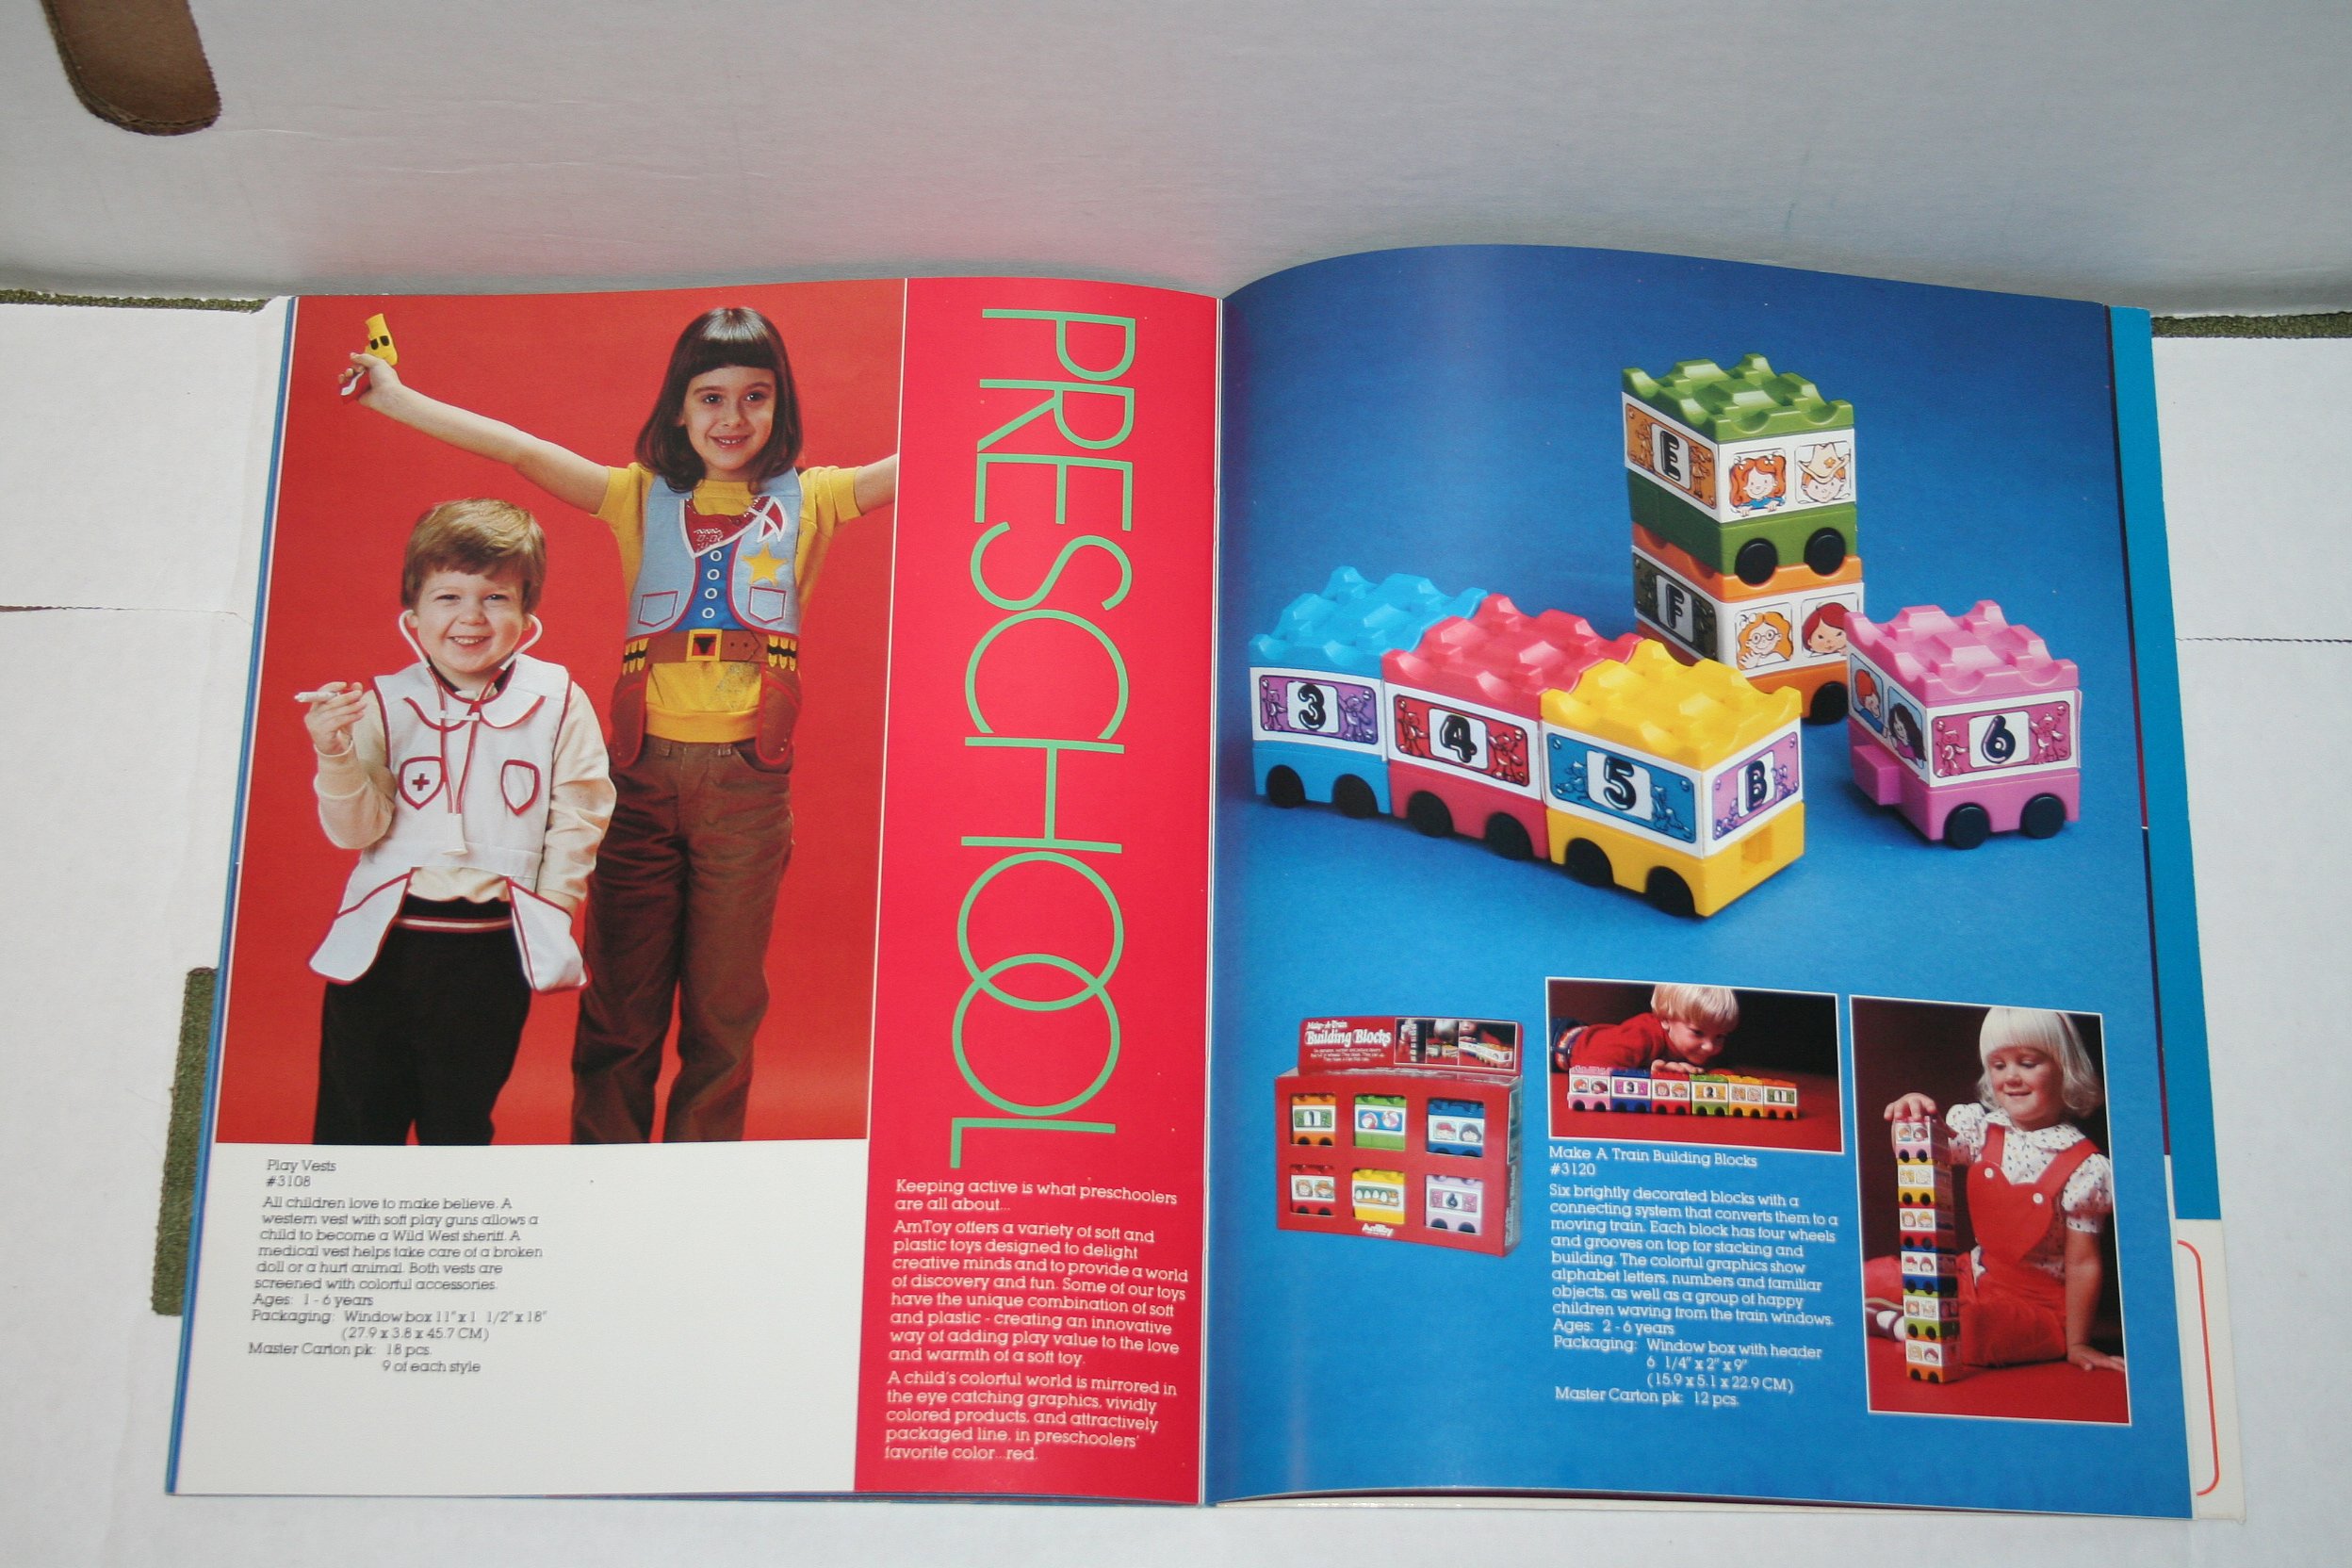 PRESCHOOL
Play Vests
#3108
All children love to make believe. A
western vest with soft play guns allows a
child to become a Wild West sheriff. A
medical vest helps take care of a broken
doll or a hurt animal. Both vests are
screened with colorful accessories.
Ages: 1 - 6 years
Packaging: Window box 11" x 1 1/2" x 18"
(27.9 x 3.8 x 45.7 CM)
Master Carton pk: 18 pcs.
9 of each style
Keeping active is what preschoolers
are all about...
AmToy offers a variety of soft and
plastic toys designed to delight
creative minds and to provide a world
of discovery and fun. Some of our toys
have the unique combination of soft
and plastic - creating an innovative
way of adding play value to the love
and warmth of a soft toy.
A child's colorful world is mirrored in
the eye catching graphics, vividly
colored products, and attractively
packaged line, in preschoolers'
favorite color...red.
E
F
3
4
5
B
6
Make-A-Train
Building Blocks
1
6
AmToy
3
2
1
Make A Train Building Blocks
#3120
Six brightly decorated blocks with a
connecting system that converts them to a
moving train. Each block has four wheels
and grooves on top for stacking and
building. The colorful graphics show
alphabet letters, numbers and familiar
objects, as well as a group of happy
children waving from the train windows.
Ages: 2 - 6 years
Packaging: Window box with header
6 1/4" x 2" x 9"
(15.9 x 5.1 x 22.9 CM)
Master Carton pk: 12 pcs.